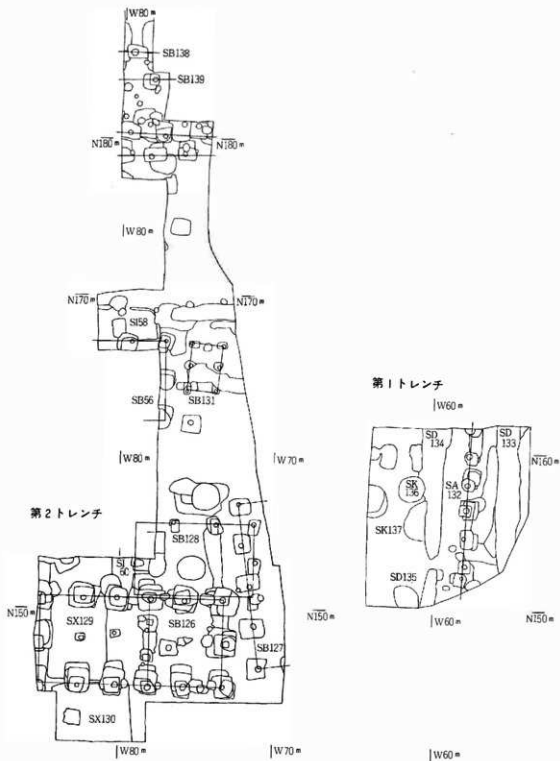 W80m
SB138
SB139
N180m
N180m
W80m
N170m
N170m
SI58
SB56
SB131
第1トレンチ
W60m
W80m
W70
SD
134
SD
133
N160m
SK
136
SA
132
SK137
第2トレンチ
SB128
SD135
N150m
SX129
SB126
N150m
N150m
W60m
SB127
SX130
W80m
W70m
W60m